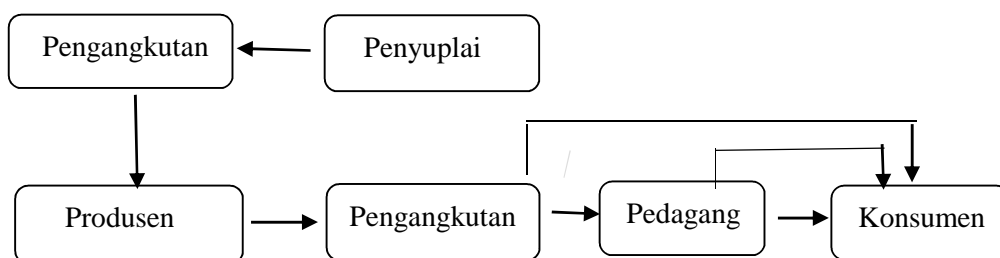 Pengangkutan
Penyuplai
Produsen
Pengangkutan
Pedagang
Konsumen